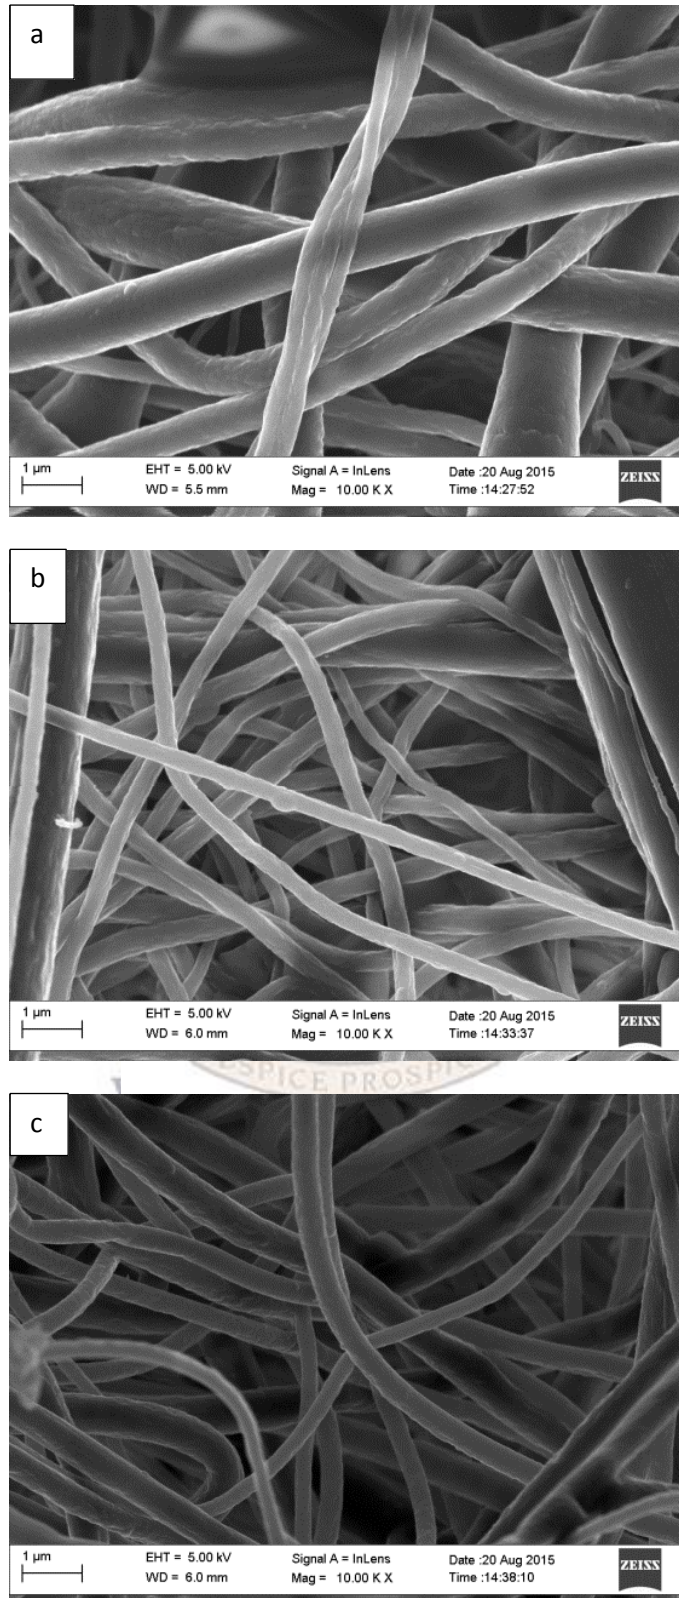 a
1 µm
EHT = 5.00 kV Signal A = InLens Date :20 Aug 2015
WD = 5.5 mm Mag = 10.00 K X Time :14:27:52
ZEISS
b
1 µm
EHT = 5.00 kV Signal A = InLens Date :20 Aug 2015
WD = 6.0 mm Mag = 10.00 K X Time :14:33:37
ZEISS
PROSPIC
c
1 µm
EHT = 5.00 kV Signal A = InLens Date :20 Aug 2015
WD = 6.0 mm Mag = 10.00 K X Time :14:38:10
ZEISS